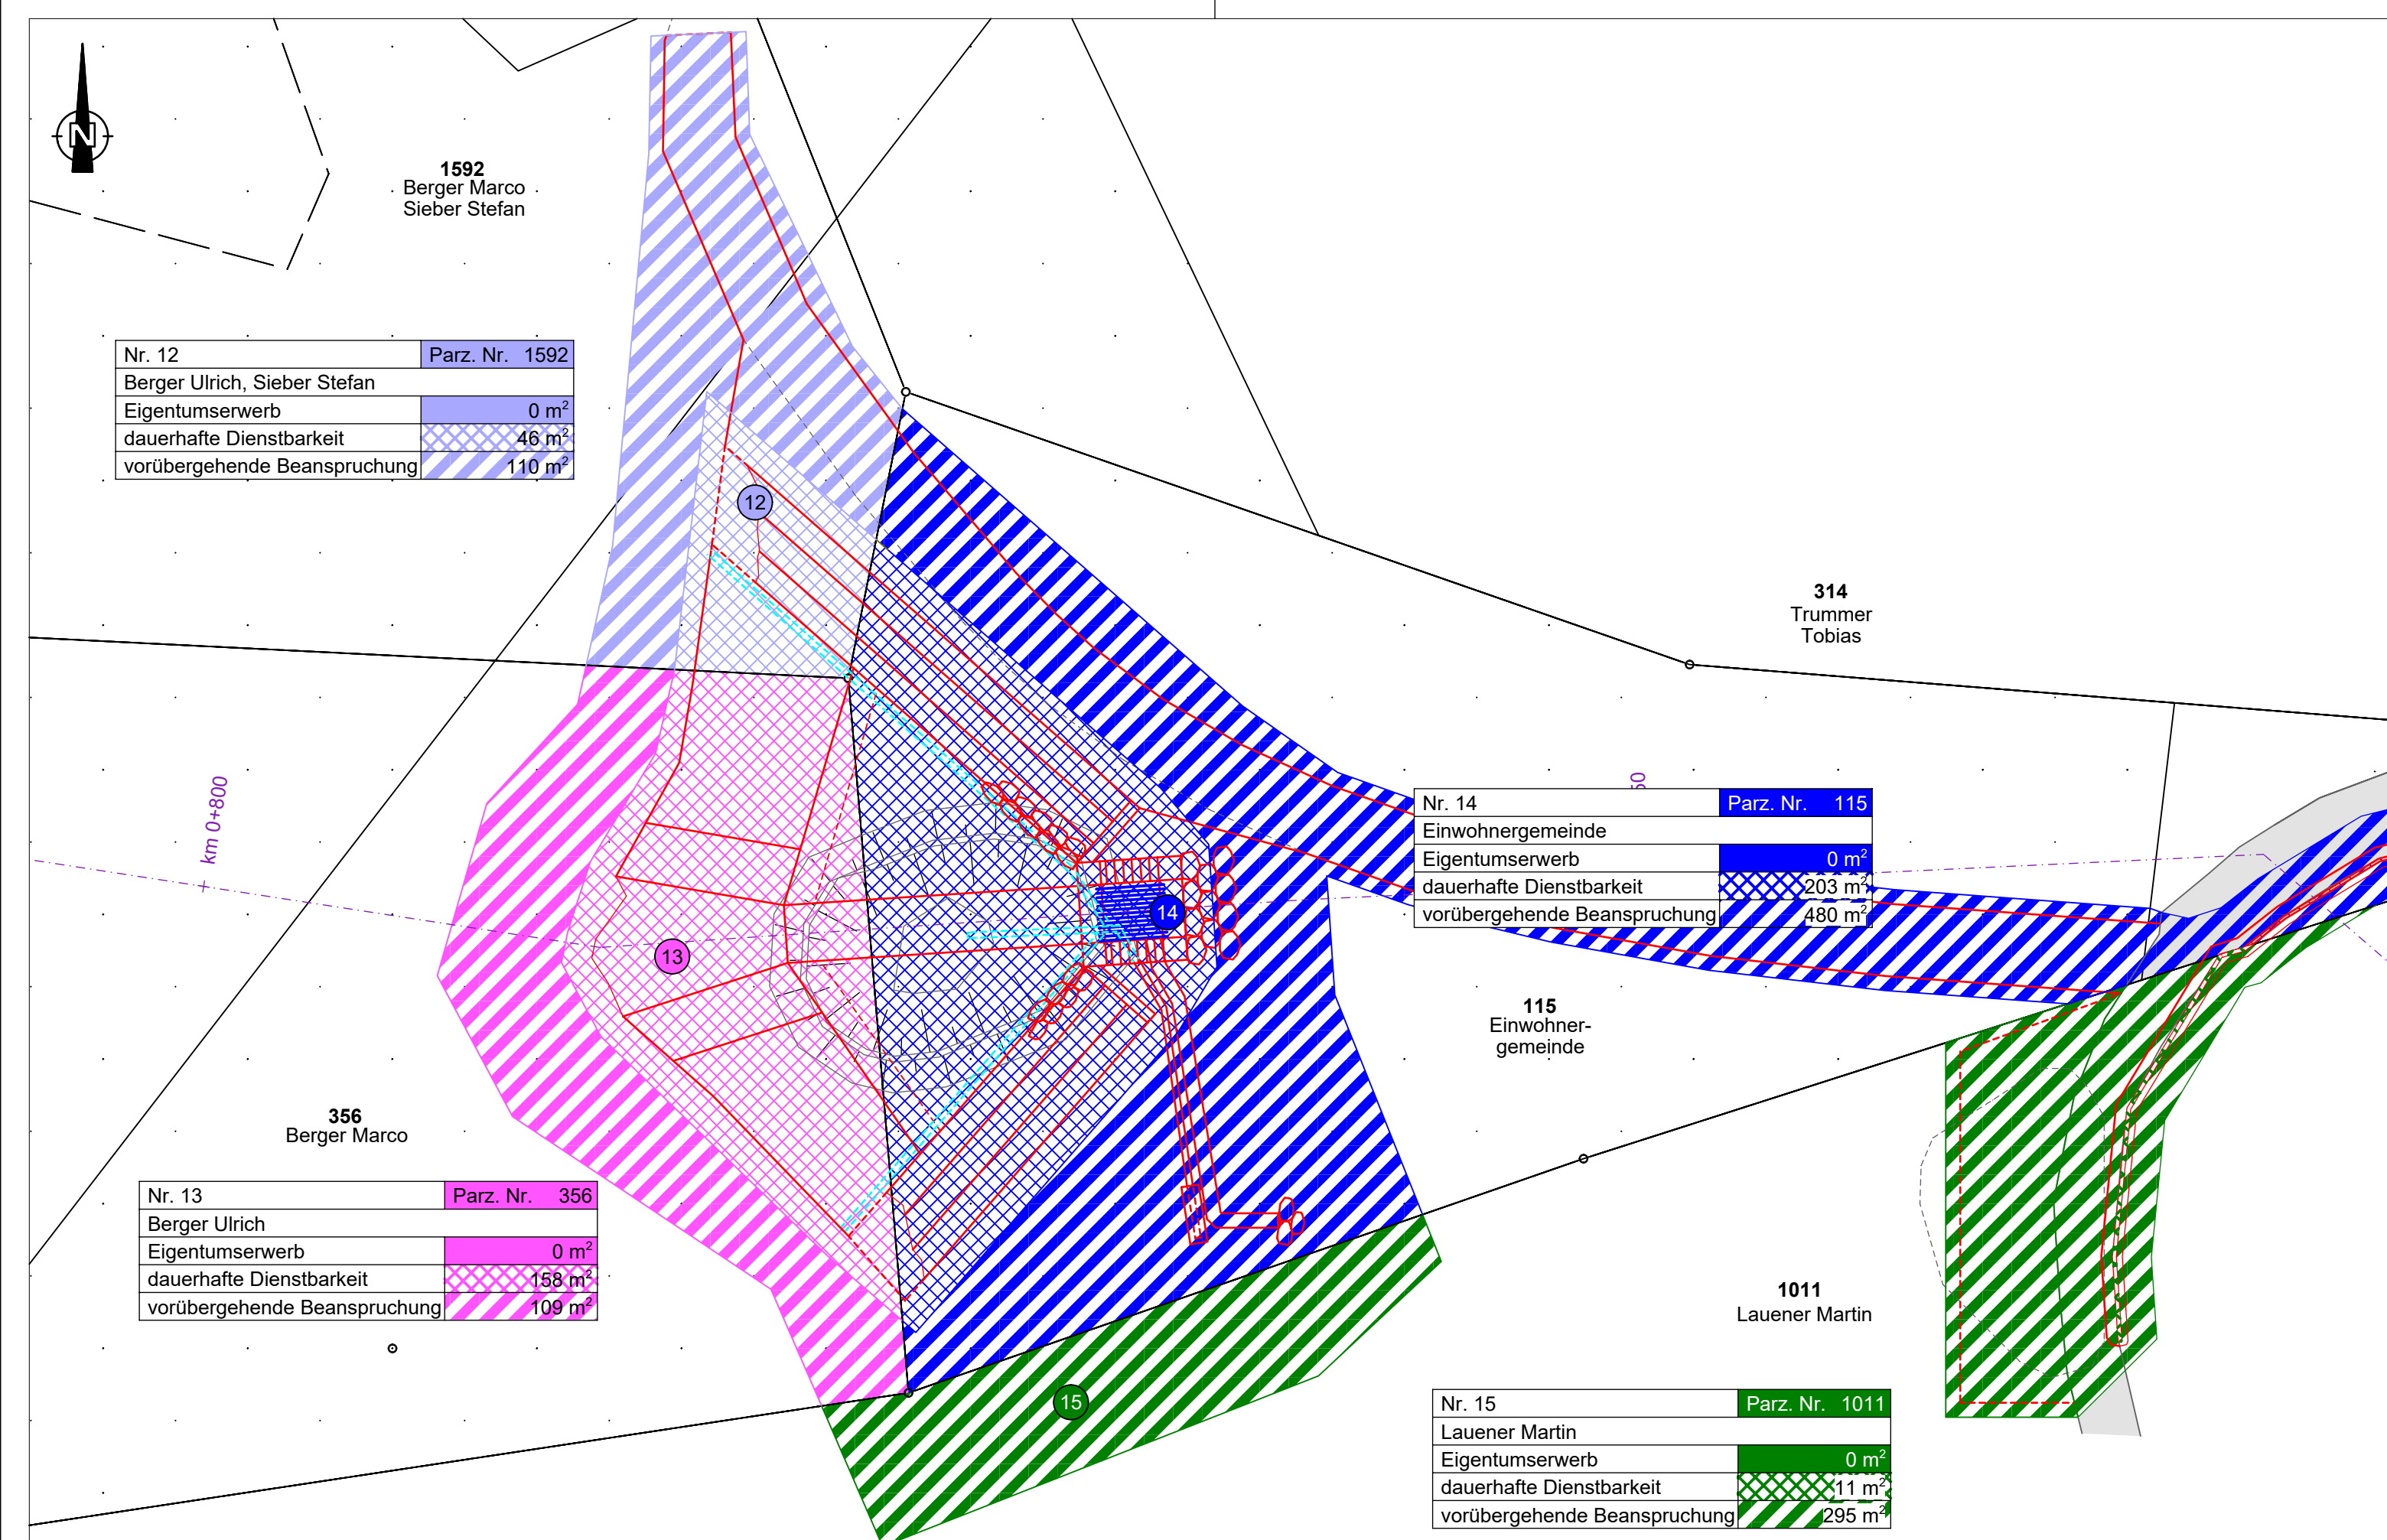 N
1592
Berger Marco
Sieber Stefan
Nr. 12 Parz. Nr. 1592
Berger Ulrich, Sieber Stefan
Eigentumserwerb 0 m²
dauerhafte Dienstbarkeit 46 m²
vorübergehende Beanspruchung 110 m²
12
314
Trummer
Tobias
km 0+800
50
Nr. 14 Parz. Nr. 115
Einwohnergemeinde
Eigentumserwerb 0 m²
dauerhafte Dienstbarkeit 203 m²
vorübergehende Beanspruchung 480 m²
14
13
115
Einwohner-
gemeinde
356
Berger Marco
Nr. 13 Parz. Nr. 356
Berger Ulrich
Eigentumserwerb 0 m²
dauerhafte Dienstbarkeit 158 m²
vorübergehende Beanspruchung 109 m²
1011
Lauener Martin
15
Nr. 15 Parz. Nr. 1011
Lauener Martin
Eigentumserwerb 0 m²
dauerhafte Dienstbarkeit 11 m²
vorübergehende Beanspruchung 295 m²